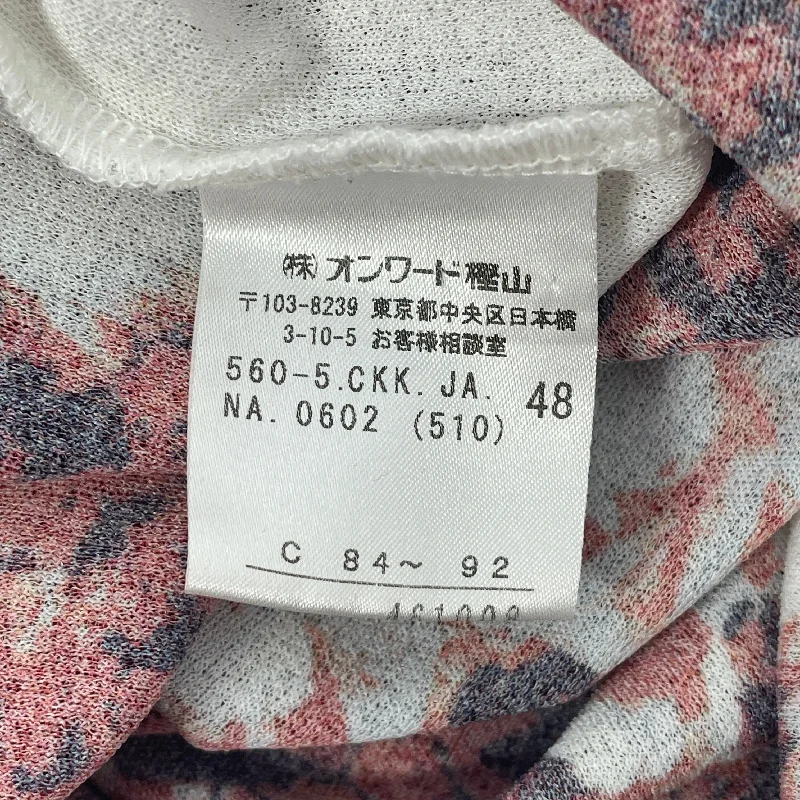 (株)オンワード樫山
〒103-8239 東京都中央区日本橋
3-10-5 お客様相談室
560-5.CKK.JA. 48
NA.0602 (510)
C 84～ 92